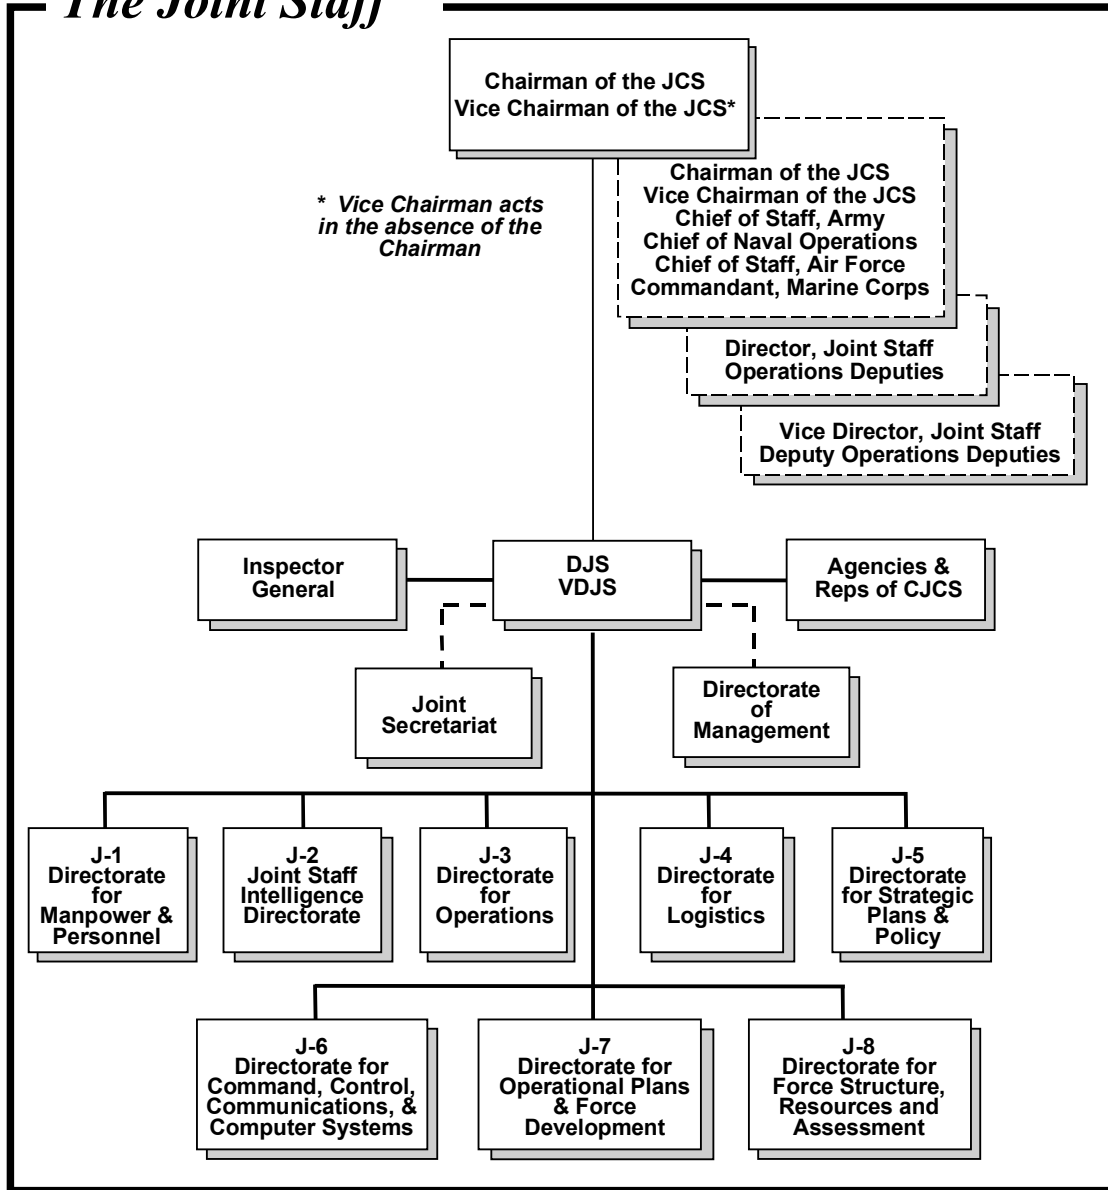 The Joint Staff
Chairman of the JCS
Vice Chairman of the JCS*
Chairman of the JCS
Vice Chairman of the JCS
Chief of Staff, Army
Chief of Naval Operations
Chief of Staff, Air Force
Commandant, Marine Corps
* Vice Chairman acts
in the absence of the
Chairman
Director, Joint Staff
Operations Deputies
Vice Director, Joint Staff
Deputy Operations Deputies
Inspector
General
DJS
VDJS
Agencies &
Reps of CJCS
Joint
Secretariat
Directorate
of
Management
J-1
Directorate
for
Manpower &
Personnel
J-2
Joint Staff
Intelligence
Directorate
J-3
Directorate
for
Operations
J-4
Directorate
for
Logistics
J-5
Directorate
for Strategic
Plans &
Policy
J-6
Directorate for
Command, Control,
Communications, &
Computer Systems
J-7
Directorate for
Operational Plans
& Force
Development
J-8
Directorate for
Force Structure,
Resources and
Assessment